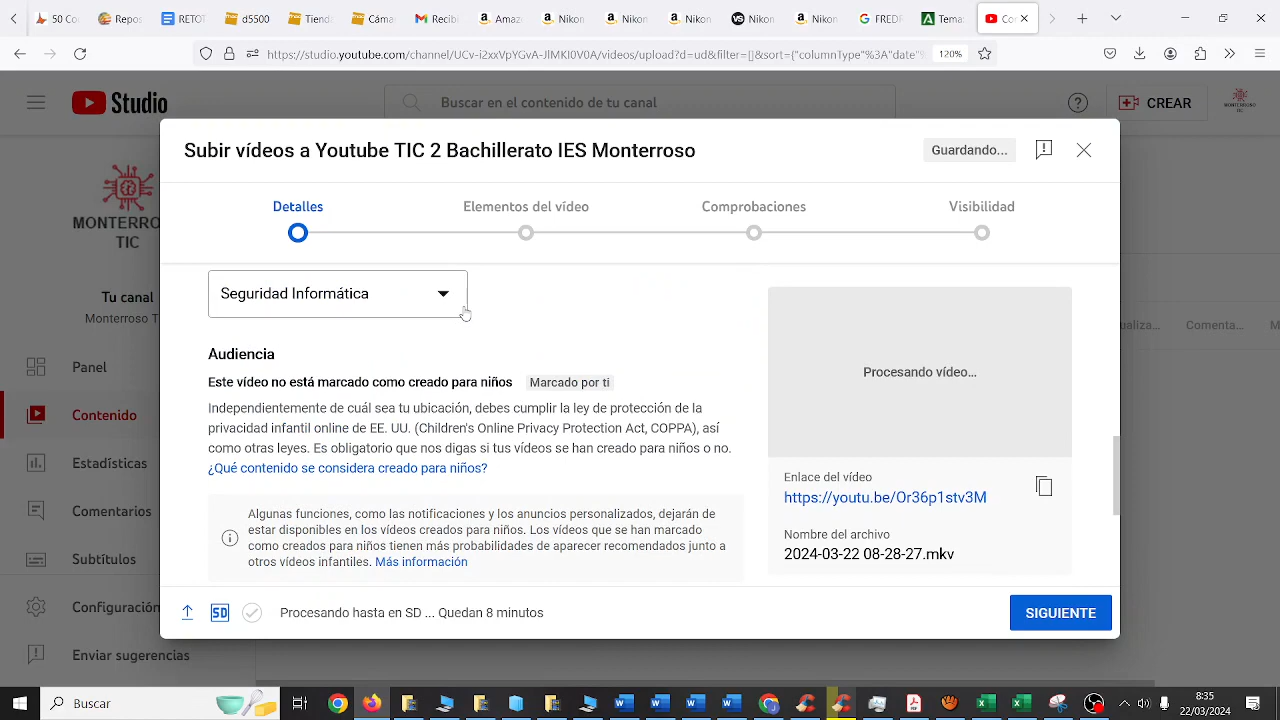 Co
Repos
RETO
d5500
Tiend
Cáma
Recibi
Ama
Nikon
Nikon
Nikon
Nikon
Nikon
FREDR
Tema
Co
https://studio.youtube.com/channel/UCv-i2xxVpYGvA-JlMKI0V0A/videos/upload?d=ud&filter=[]&sort={"columnType"%3A"date"
120%
Studio
Buscar en el contenido de tu canal
CREAR
MONTERROSO
TIC
Subir vídeos a Youtube TIC 2 Bachillerato IES Monterroso
Guardando...
Detalles
Elementos del vídeo
Comprobaciones
Visibilidad
MONTERRO
TIC
Tu canal
Monterroso T
Panel
Contenido
Estadísticas
Comentarios
Subtítulos
Configuración
Enviar sugerencias
Seguridad Informática
Audiencia
Este vídeo no está marcado como creado para niños
Marcado por ti
Independientemente de cuál sea tu ubicación, debes cumplir la ley de protección de la
privacidad infantil online de EE. UU. (Children's Online Privacy Protection Act, COPPA), así
como otras leyes. Es obligatorio que nos digas si tus vídeos se han creado para niños o no.
¿Qué contenido se considera creado para niños?
Algunas funciones, como las notificaciones y los anuncios personalizados, dejarán de
estar disponibles en los vídeos creados para niños. Los vídeos que se han marcado
como creados para niños tienen más probabilidades de aparecer recomendados junto a
otros vídeos infantiles. Más información
Procesando vídeo...
Enlace del vídeo
https://youtu.be/Or36p1stv3M
Nombre del archivo
2024-03-22 08-28-27.mkv
ualiza...
Comenta...
M
SD
Procesando hasta en SD ... Quedan 8 minutos
SIGUIENTE
Buscar
8:35
22/03/2024